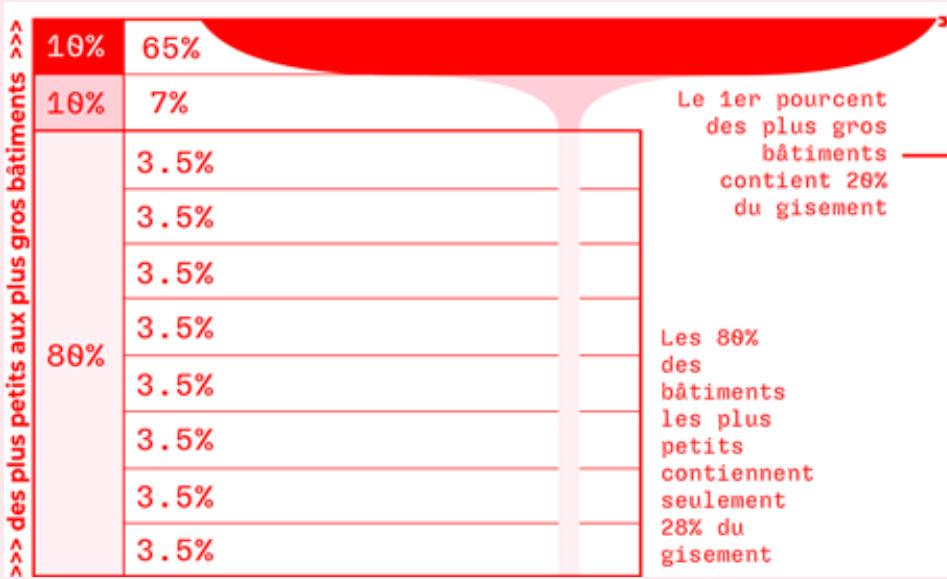 >>> des plus petits aux plus gros bâtiments >>>
10% 65%
10% 7%
80%
3.5%
3.5%
3.5%
3.5%
3.5%
3.5%
3.5%
3.5%
Le 1er pourcent
des plus gros
bâtiments
contient 20%
du gisement
Les 80%
des
bâtiments
les plus
petits
contiennent
seulement
28% du
gisement